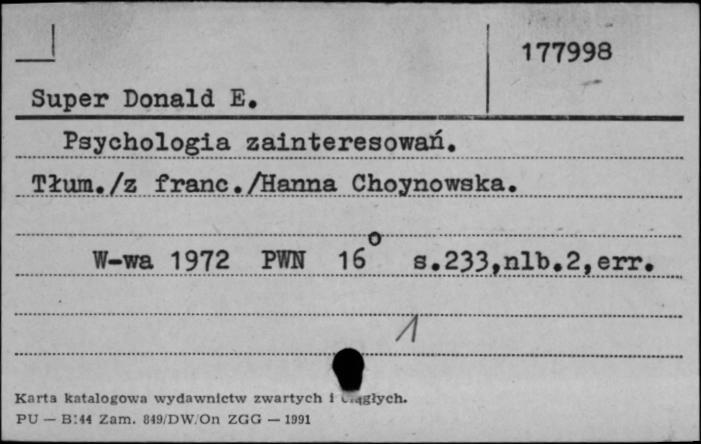 177998
Super Donald E.
Psychologia zainteresowań.
Tłum./z franc./Hanna Choynowska.
W-wa 1972 PWN 16° s.233,nlb.2,err.
1
Karta katalogowa wydawnictw zwartych i ciągłych.
PU — B:44 Zam. 849/DW/On ZGG — 1991